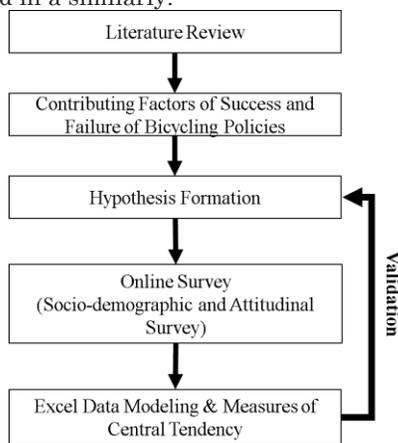 d in a similarly.
Literature Review
Contributing Factors of Success and
Failure of Bicycling Policies
Hypothesis Formation
Online Survey
(Socio-demographic and Attitudinal
Survey)
Excel Data Modeling & Measures of
Central Tendency
Validation